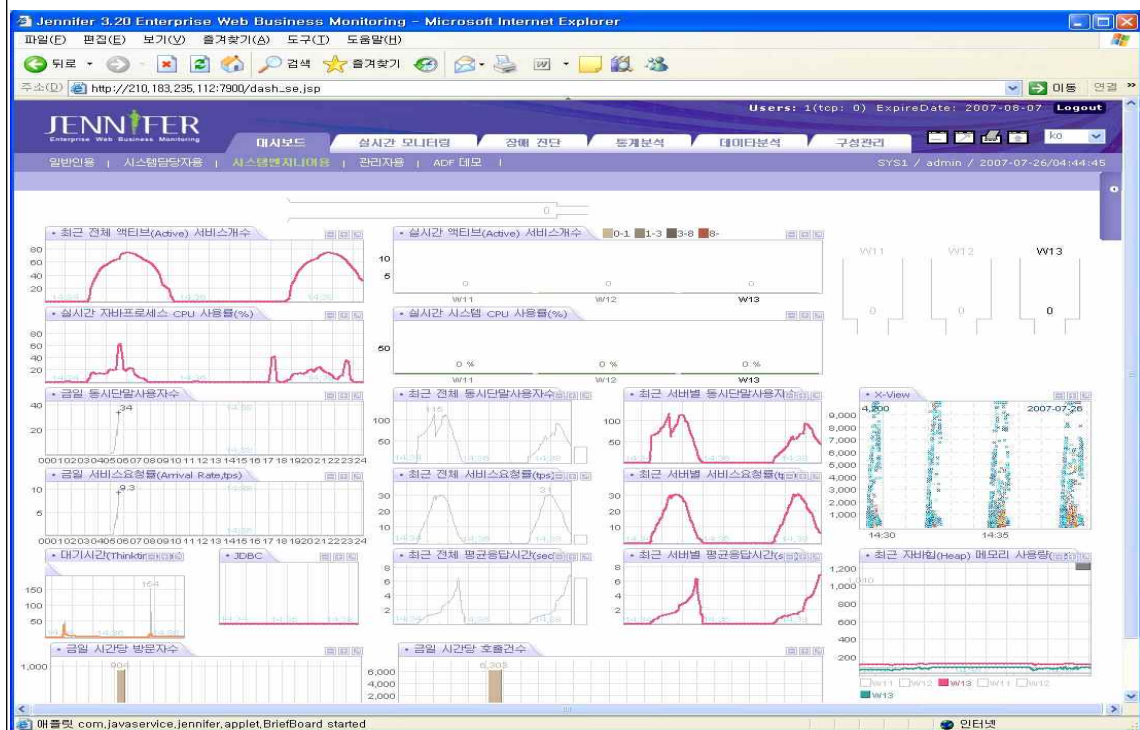 Jennifer 3.20 Enterprise Web Business Monitoring - Microsoft Internet Explorer
파일(F) 편집(E) 보기(V) 즐겨찾기(A) 도구(T) 도움말(H)
뒤로 검색 즐겨찾기
주소(D) http://210.183.235.112:7900/dash_se.jsp 이동 연결 »
Users: 1(tcp: 0) ExpireDate: 2007-08-07 Logout
JENNIFER
Enterprise Web Business Monitoring
대시보드 실시간 모니터링 장애 진단 통계분석 데이타분석 구성관리 ko
일반인용 | 시스템담당자용 | 시스템엔지니어용 | 관리자용 | ADF 데모 |
SYS1 / admin / 2007-07-26/04:44:45
0
• 최근 전체 액티브(Active) 서비스개수
80
60
40
20
• 실시간 액티브(Active) 서비스개수 0-1 1-3 3-8 8-
10
5
0 0 0
W11 W12 W13
W11 W12 W13
0 0 0
• 실시간 자바프로세스 CPU 사용률(%)
80
60
40
20
• 실시간 시스템 CPU 사용률(%)
50
0 % 0 % 0 %
W11 W12 W13
• 금일 동시단말사용자수
40
20
34
00010203040506070809101112131415161718192021222324
• 최근 전체 동시단말사용자수
100
50
116
• 최근 서버별 동시단말사용자
100
50
• X-View
4,200 2007-07-26
9,000
8,000
7,000
6,000
5,000
4,000
3,000
2,000
1,000
14:30 14:35
• 금일 서비스요청률(Arrival Rate,tps)
10
5
9.3
00010203040506070809101112131415161718192021222324
• 최근 전체 서비스요청률(tps)
30
20
10
31
• 최근 서버별 서비스요청률(t
30
20
10
• 대기시간(Thinktim
150
100
50
164
• JDBC
• 최근 전체 평균응답시간(sec
8
6
4
2
• 최근 서버별 평균응답시간(s
8
6
4
2
• 최근 자바힙(Heap) 메모리 사용량
1,200
1,000
800
600
400
200
W11 W12 W13 W11 W12
W13
• 금일 시간당 방문자수
1,000
904
• 금일 시간당 호출건수
6,000
4,000
2,000
6,303
애플릿 com.javaservice.jennifer.applet.BriefBoard started 인터넷